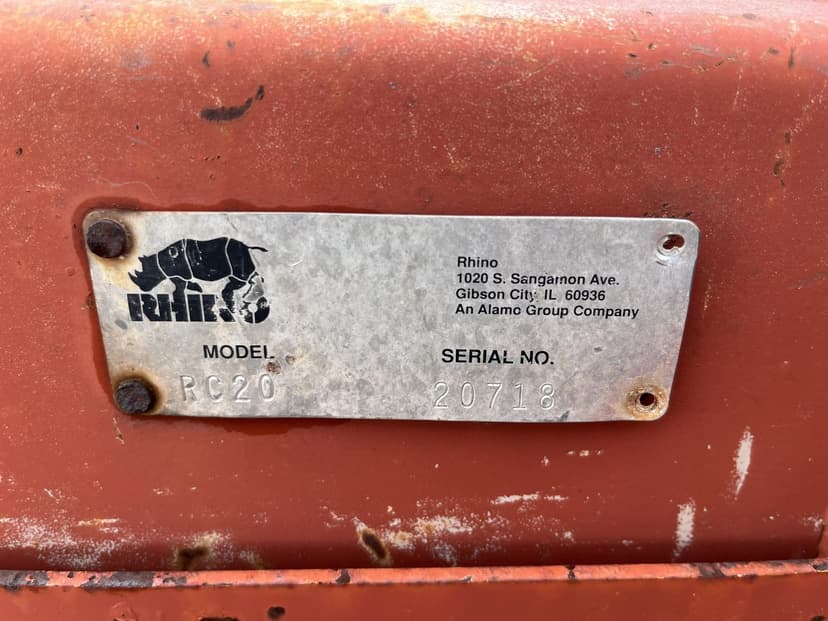 RHINO
Rhino
1020 S. Sangamon Ave.
Gibson City, IL 60936
An Alamo Group Company
MODEL
SERIAL NO.
RC20
20718